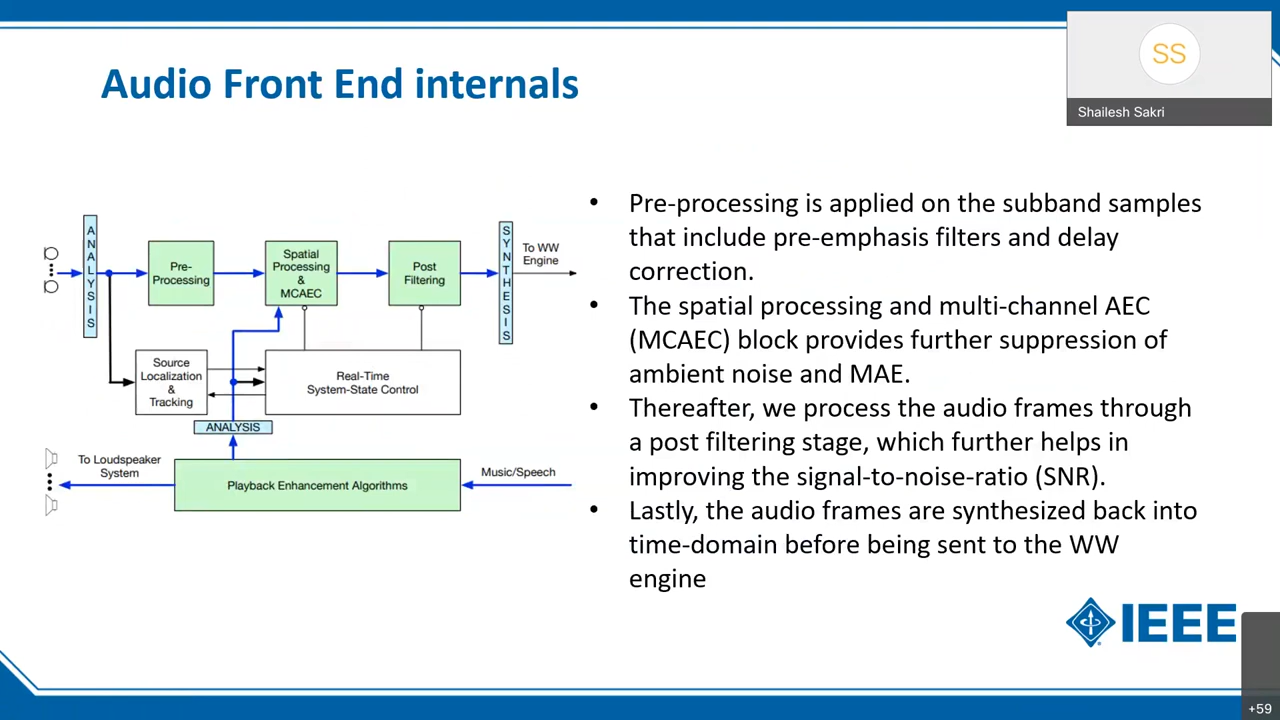 Audio Front End internals
SS
Shailesh Sakri
ANALYSIS
Pre-
Processing
Spatial
Processing
&
MCAEC
Post
Filtering
SYNTHESIS
To WW
Engine
Source
Localization
&
Tracking
Real-Time
System-State Control
ANALYSIS
To Loudspeaker
System
Playback Enhancement Algorithms
Music/Speech
• Pre-processing is applied on the subband samples
that include pre-emphasis filters and delay
correction.
• The spatial processing and multi-channel AEC
(MCAEC) block provides further suppression of
ambient noise and MAE.
• Thereafter, we process the audio frames through
a post filtering stage, which further helps in
improving the signal-to-noise-ratio (SNR).
• Lastly, the audio frames are synthesized back into
time-domain before being sent to the WW
engine
IEEE
+59